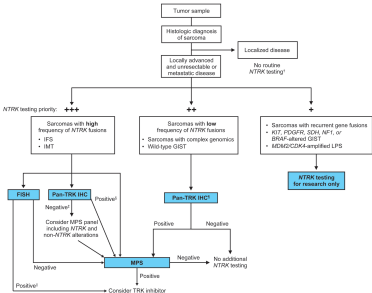 Tumor sample
Histologic diagnosis
of sarcoma
Localized disease
No routine
NTRK testing¹
Locally advanced
and unresectable or
metastatic disease
NTRK testing priority:
+++
++
+
Sarcomas with high
frequency of NTRK fusions
• IFS
• IMT
Sarcomas with low
frequency of NTRK fusions
• Sarcomas with complex genomics
• Wild-type GIST
• Sarcomas with recurrent gene fusions
• KIT, PDGFR, SDH, NF1, or
BRAF-altered GIST
• MDM2/CDK4-amplified LPS
FISH
Pan-TRK IHC
Positive
Negative
Consider MPS panel
including NTRK and
non-NTRK alterations
Pan-TRK IHC
NTRK testing
for research only
Positive
Negative
Negative
MPS
Negative
No additional
NTRK testing
Positive
Positive
Consider TRK inhibitor